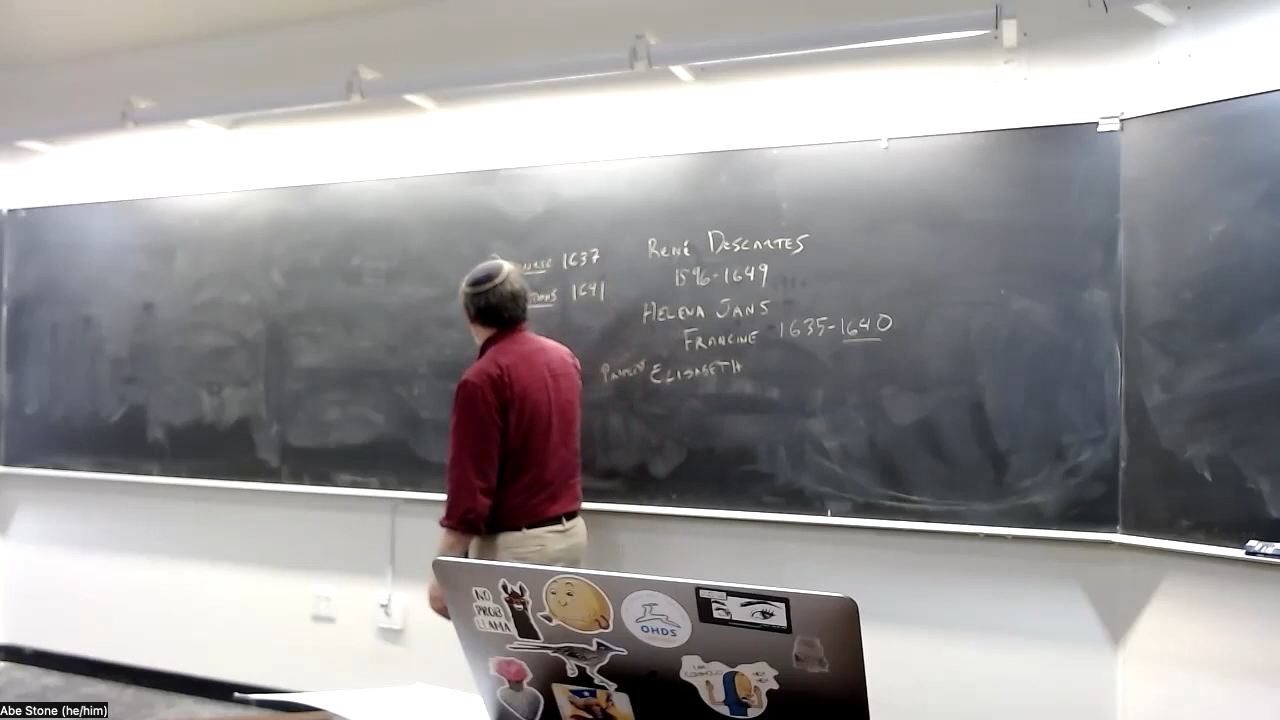 1637
1641
RENÉ DESCARTES
1596-1649
HELENA JANS
FRANCINE 1635-1640
ELISABETH
NO
PROB
LLAMA
OHDS
Abe Stone (he/him)